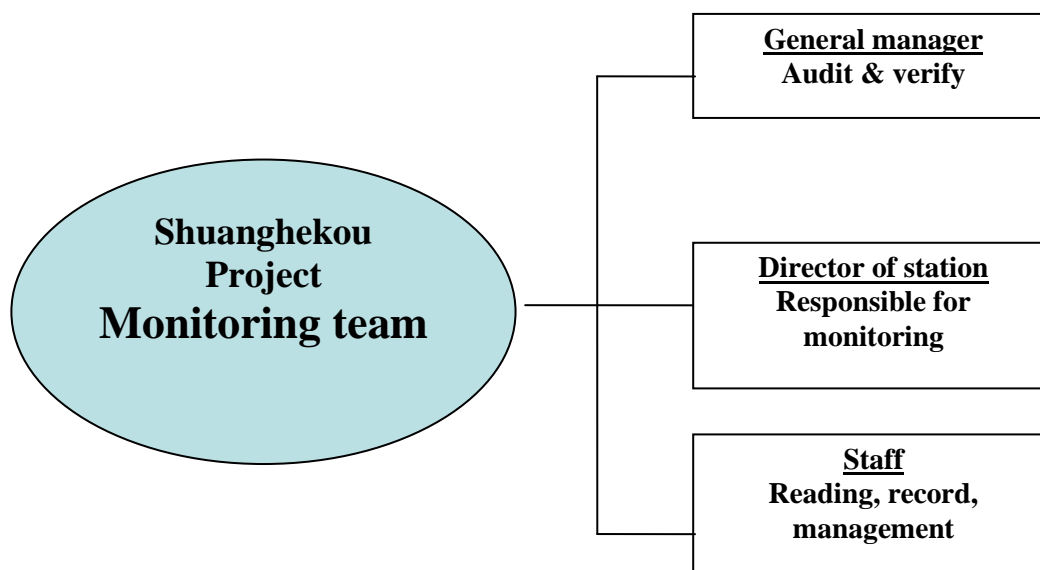 General manager
Audit & verify
Shuanghekou
Project
Monitoring team
Director of station
Responsible for
monitoring
Staff
Reading, record,
management